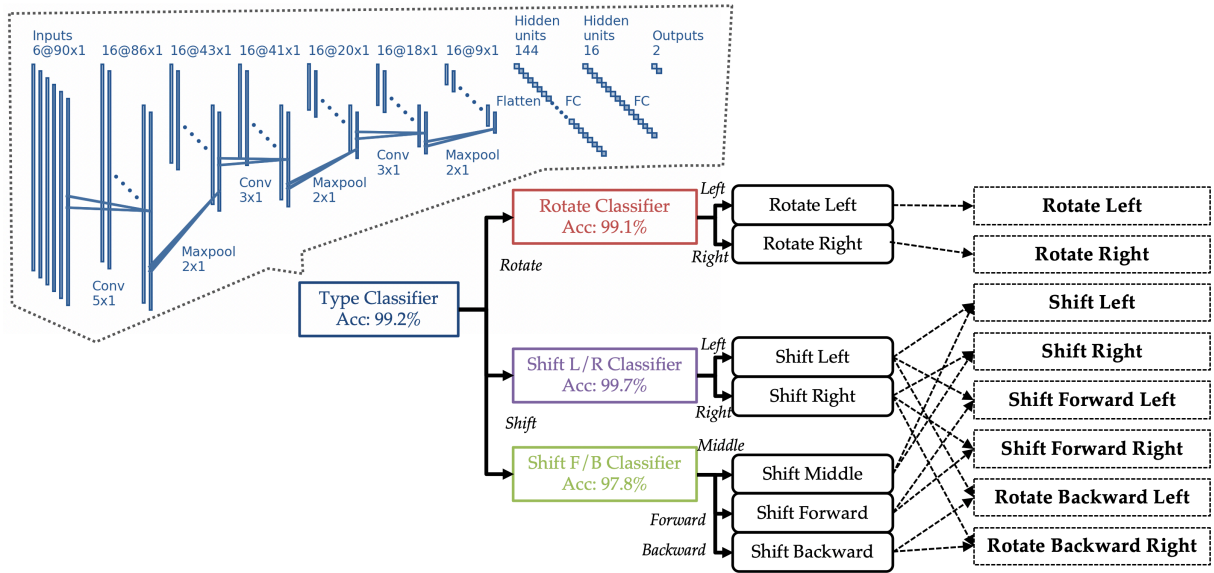 Inputs
6@90x1
16@86x1
16@43x1
16@41x1
16@20x1
16@18x1
16@9x1
Hidden
units
144
Hidden
units
16
Outputs
2
Conv
5x1
Maxpool
2x1
Conv
3x1
Maxpool
2x1
Conv
3x1
Maxpool
2x1
Flatten
FC
FC
Type Classifier
Acc: 99.2%
Rotate
Shift
Rotate Classifier
Acc: 99.1%
Left
Right
Rotate Left
Rotate Right
Shift L/R Classifier
Acc: 99.7%
Left
Right
Shift Left
Shift Right
Shift F/B Classifier
Acc: 97.8%
Middle
Forward
Backward
Shift Middle
Shift Forward
Shift Backward
Rotate Left
Rotate Right
Shift Left
Shift Right
Shift Forward Left
Shift Forward Right
Rotate Backward Left
Rotate Backward Right